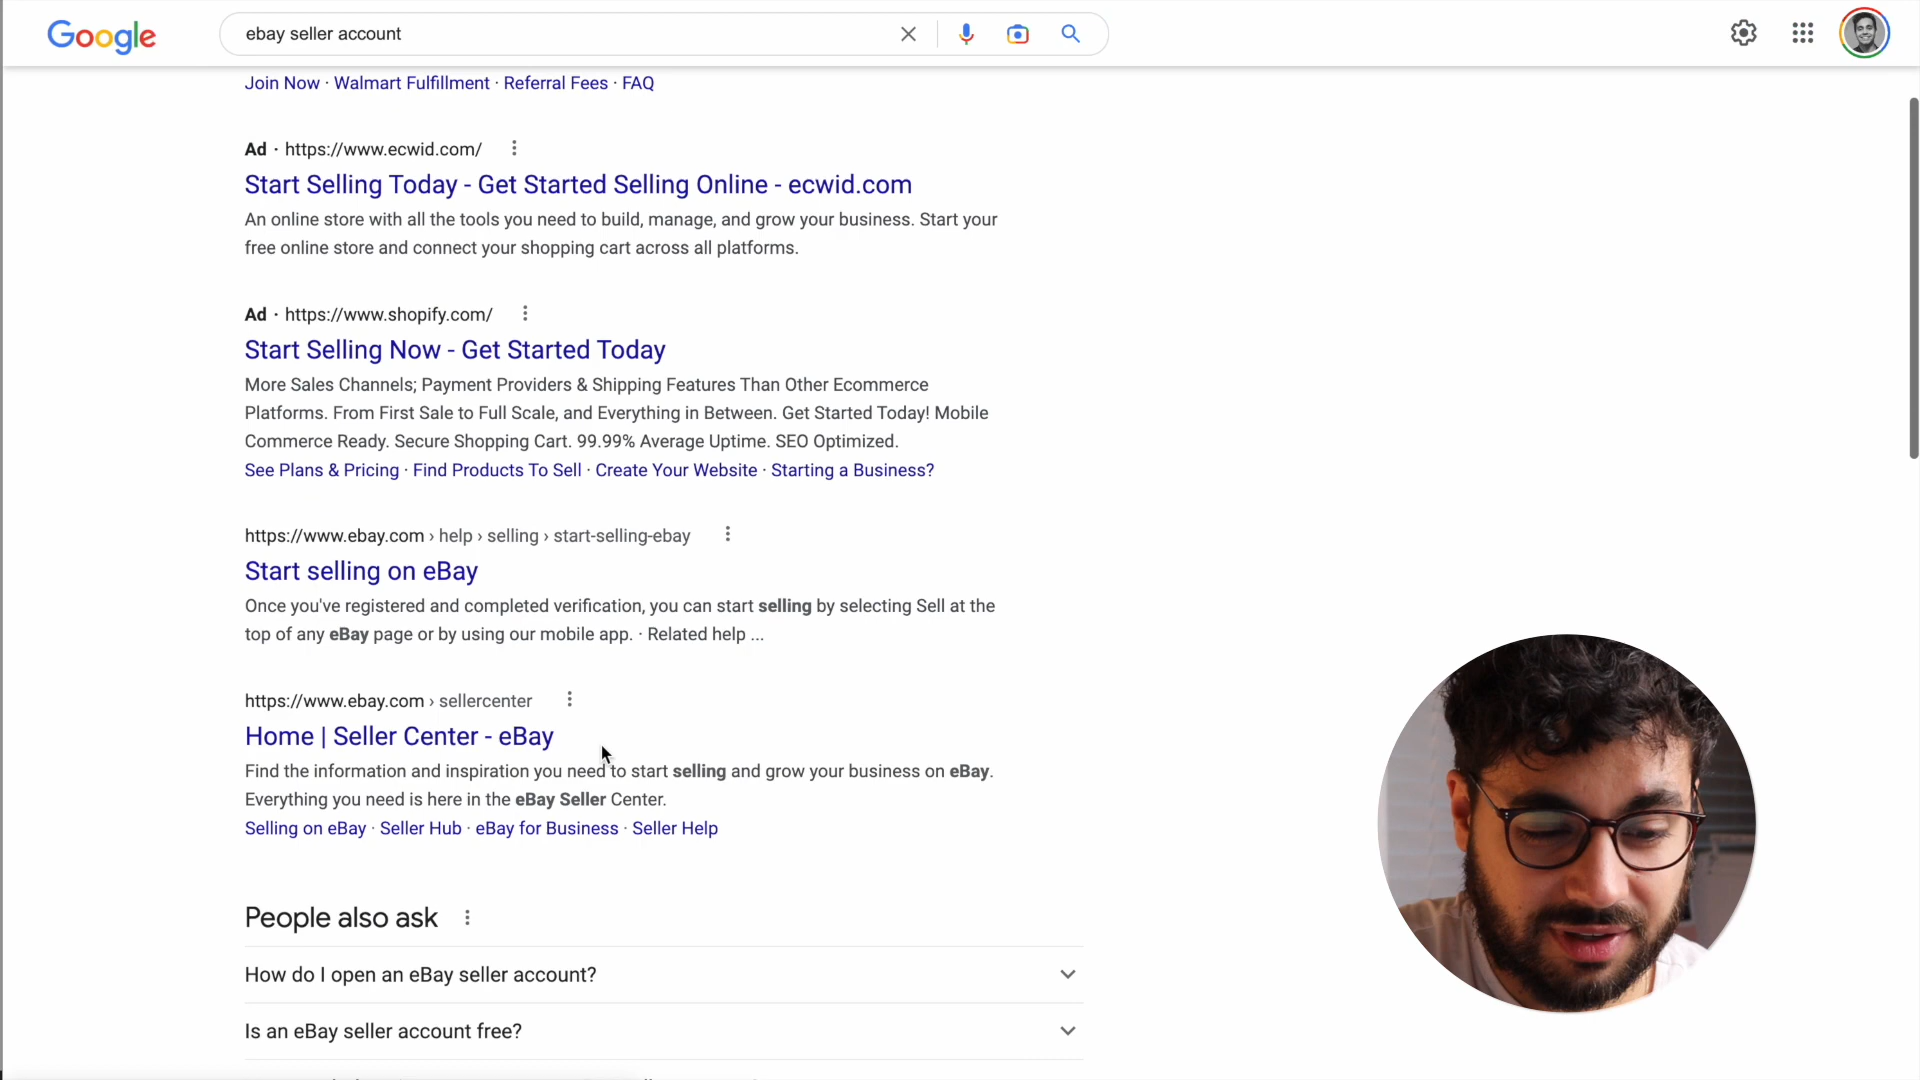 Google
ebay seller account
Join Now · Walmart Fulfillment · Referral Fees · FAQ
Ad · https://www.ecwid.com/
Start Selling Today - Get Started Selling Online - ecwid.com
An online store with all the tools you need to build, manage, and grow your business. Start your
free online store and connect your shopping cart across all platforms.
Ad · https://www.shopify.com/
Start Selling Now - Get Started Today
More Sales Channels; Payment Providers & Shipping Features Than Other Ecommerce
Platforms. From First Sale to Full Scale, and Everything in Between. Get Started Today! Mobile
Commerce Ready. Secure Shopping Cart. 99.99% Average Uptime. SEO Optimized.
See Plans & Pricing · Find Products To Sell · Create Your Website · Starting a Business?
https://www.ebay.com › help › selling › start-selling-ebay
Start selling on eBay
Once you've registered and completed verification, you can start selling by selecting Sell at the
top of any eBay page or by using our mobile app. · Related help ...
https://www.ebay.com › sellercenter
Home | Seller Center - eBay
Find the information and inspiration you need to start selling and grow your business on eBay.
Everything you need is here in the eBay Seller Center.
Selling on eBay · Seller Hub · eBay for Business · Seller Help
People also ask
How do I open an eBay seller account?
Is an eBay seller account free?